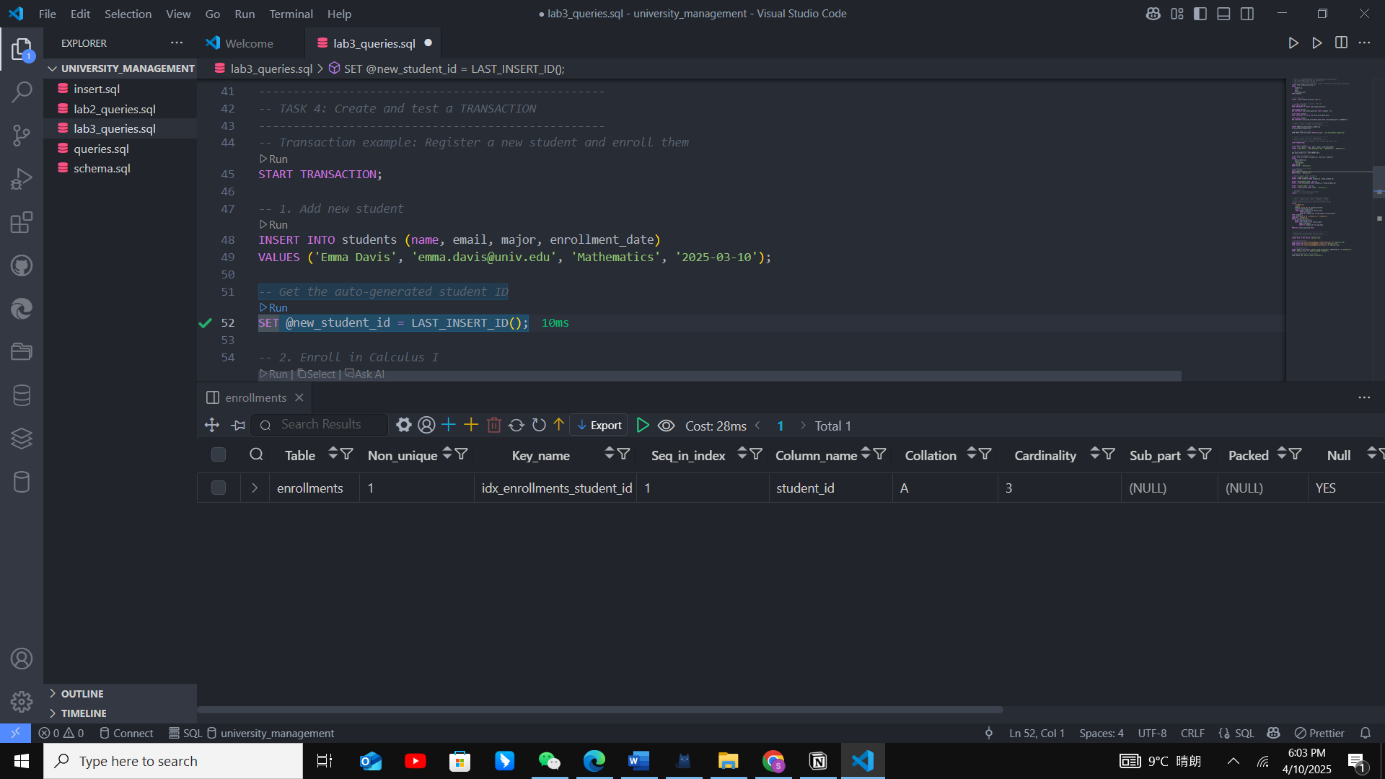 File Edit Selection View Go Run Terminal Help
● lab3_queries.sql - university_management - Visual Studio Code
EXPLORER ···
Welcome
lab3_queries.sql ●
UNIVERSITY_MANAGEMENT
lab3_queries.sql > SET @new_student_id = LAST_INSERT_ID();
insert.sql
lab2_queries.sql
lab3_queries.sql
queries.sql
schema.sql
41 --------------------------------------------------
42 -- TASK 4: Create and test a TRANSACTION
43 --------------------------------------------------
44 -- Transaction example: Register a new student and enroll them
Run
45 START TRANSACTION;
46
47 -- 1. Add new student
Run
48 INSERT INTO students (name, email, major, enrollment_date)
49 VALUES ('Emma Davis', 'emma.davis@univ.edu', 'Mathematics', '2025-03-10');
50
51 -- Get the auto-generated student ID
Run
52 SET @new_student_id = LAST_INSERT_ID(); 10ms
53
54 -- 2. Enroll in Calculus I
Run | Select | Ask AI
enrollments
Search Results Export Cost: 28ms < 1 > Total 1
Table Non_unique Key_name Seq_in_index Column_name Collation Cardinality Sub_part Packed Null
enrollments 1 idx_enrollments_student_id 1 student_id A 3 (NULL) (NULL) YES
OUTLINE
TIMELINE
0 0 Connect SQL university_management Ln 52, Col 1 Spaces: 4 UTF-8 CRLF {} SQL Prettier
Type here to search
9°C 晴朗
6:03 PM
4/10/2025
1